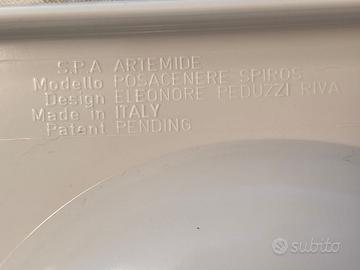 S.P.A ARTEMIDE
Modello POSACENERE SPIROS
Design ELEONORE PEDUZZI RIVA
Made in ITALY
Patent PENDING
subito